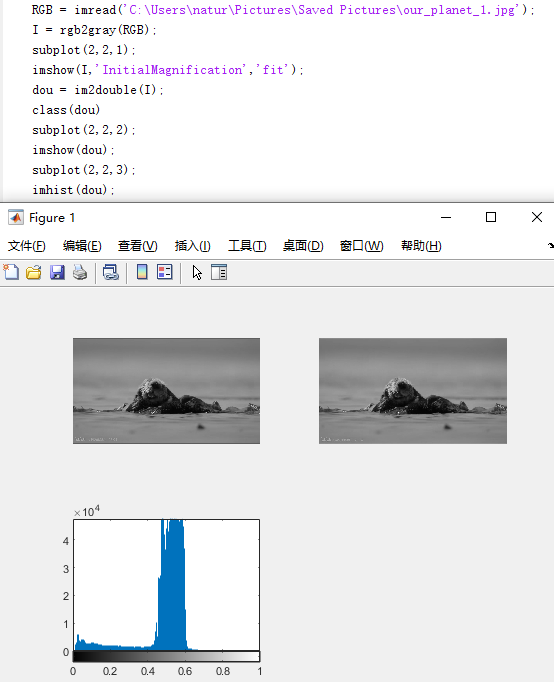 RGB = imread('C:\Users\natur\Pictures\Saved Pictures\our_planet_1.jpg');
I = rgb2gray(RGB);
subplot(2,2,1);
imshow(I,'InitialMagnification','fit');
dou = im2double(I);
class(dou)
subplot(2,2,2);
imshow(dou);
subplot(2,2,3);
imhist(dou);
Figure 1
文件(F) 编辑(E) 查看(V) 插入(I) 工具(T) 桌面(D) 窗口(W) 帮助(H)
×10^4
4
3
2
1
0
0 0.2 0.4 0.6 0.8 1